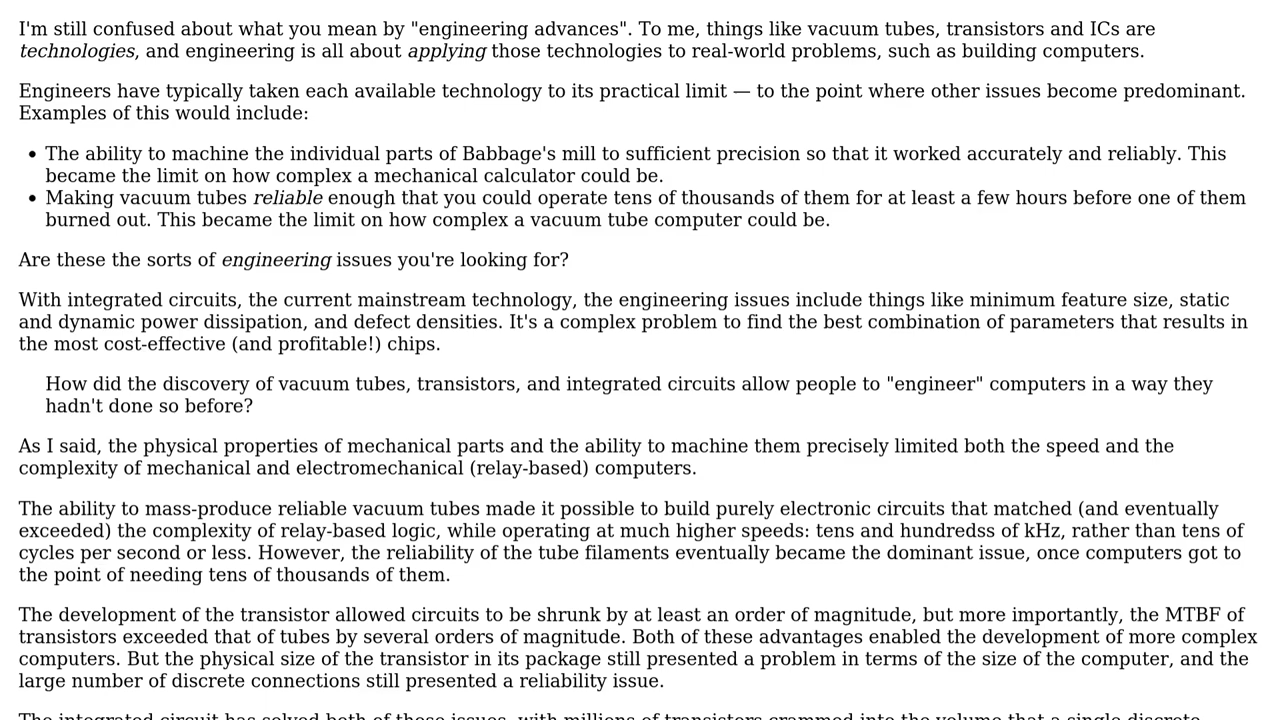 I'm still confused about what you mean by "engineering advances". To me, things like vacuum tubes, transistors and ICs are
technologies, and engineering is all about applying those technologies to real-world problems, such as building computers.
Engineers have typically taken each available technology to its practical limit — to the point where other issues become predominant.
Examples of this would include:
• The ability to machine the individual parts of Babbage's mill to sufficient precision so that it worked accurately and reliably. This
became the limit on how complex a mechanical calculator could be.
• Making vacuum tubes reliable enough that you could operate tens of thousands of them for at least a few hours before one of them
burned out. This became the limit on how complex a vacuum tube computer could be.
Are these the sorts of engineering issues you're looking for?
With integrated circuits, the current mainstream technology, the engineering issues include things like minimum feature size, static
and dynamic power dissipation, and defect densities. It's a complex problem to find the best combination of parameters that results in
the most cost-effective (and profitable!) chips.
How did the discovery of vacuum tubes, transistors, and integrated circuits allow people to "engineer" computers in a way they
hadn't done so before?
As I said, the physical properties of mechanical parts and the ability to machine them precisely limited both the speed and the
complexity of mechanical and electromechanical (relay-based) computers.
The ability to mass-produce reliable vacuum tubes made it possible to build purely electronic circuits that matched (and eventually
exceeded) the complexity of relay-based logic, while operating at much higher speeds: tens and hundredss of kHz, rather than tens of
cycles per second or less. However, the reliability of the tube filaments eventually became the dominant issue, once computers got to
the point of needing tens of thousands of them.
The development of the transistor allowed circuits to be shrunk by at least an order of magnitude, but more importantly, the MTBF of
transistors exceeded that of tubes by several orders of magnitude. Both of these advantages enabled the development of more complex
computers. But the physical size of the transistor in its package still presented a problem in terms of the size of the computer, and the
large number of discrete connections still presented a reliability issue.
The integrated circuit has solved both of those issues, with millions of transistors crammed into the volume that a single discrete